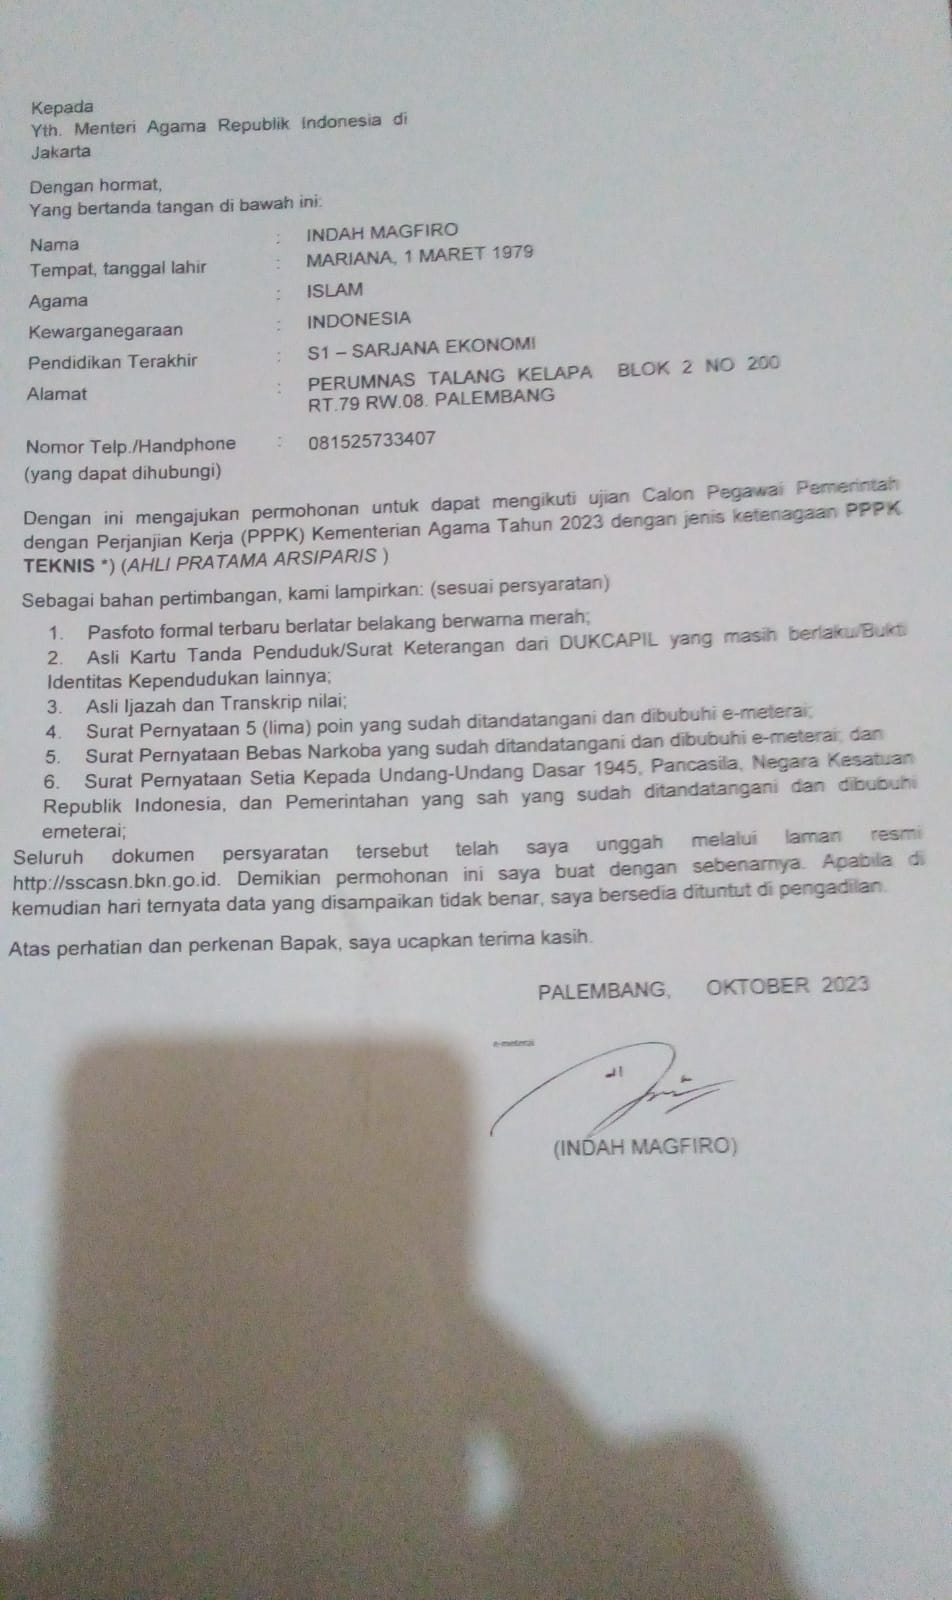 Kepada
Yth. Menteri Agama Republik Indonesia di
Jakarta
Dengan hormat,
Yang bertanda tangan di bawah ini:
Nama : INDAH MAGFIRO
Tempat, tanggal lahir : MARIANA, 1 MARET 1979
Agama : ISLAM
Kewarganegaraan : INDONESIA
Pendidikan Terakhir : S1 – SARJANA EKONOMI
Alamat : PERUMNAS TALANG KELAPA BLOK 2 NO 200
RT.79 RW.08. PALEMBANG
Nomor Telp./Handphone : 081525733407
(yang dapat dihubungi)
Dengan ini mengajukan permohonan untuk dapat mengikuti ujian Calon Pegawai Pemerintah
dengan Perjanjian Kerja (PPPK) Kementerian Agama Tahun 2023 dengan jenis ketenagaan PPPK
TEKNIS *) (AHLI PRATAMA ARSIPARIS )
Sebagai bahan pertimbangan, kami lampirkan: (sesuai persyaratan)
1. Pasfoto formal terbaru berlatar belakang berwarna merah;
2. Asli Kartu Tanda Penduduk/Surat Keterangan dari DUKCAPIL yang masih berlaku/Bukti
Identitas Kependudukan lainnya;
3. Asli Ijazah dan Transkrip nilai;
4. Surat Pernyataan 5 (lima) poin yang sudah ditandatangani dan dibubuhi e-meterai;
5. Surat Pernyataan Bebas Narkoba yang sudah ditandatangani dan dibubuhi e-meterai; dan
6. Surat Pernyataan Setia Kepada Undang-Undang Dasar 1945, Pancasila, Negara Kesatuan
Republik Indonesia, dan Pemerintahan yang sah yang sudah ditandatangani dan dibubuhi
emeterai;
Seluruh dokumen persyaratan tersebut telah saya unggah melalui laman resmi
http://sscasn.bkn.go.id. Demikian permohonan ini saya buat dengan sebenarnya. Apabila di
kemudian hari ternyata data yang disampaikan tidak benar, saya bersedia dituntut di pengadilan.
Atas perhatian dan perkenan Bapak, saya ucapkan terima kasih.
PALEMBANG, OKTOBER 2023
e-meterai
(INDAH MAGFIRO)